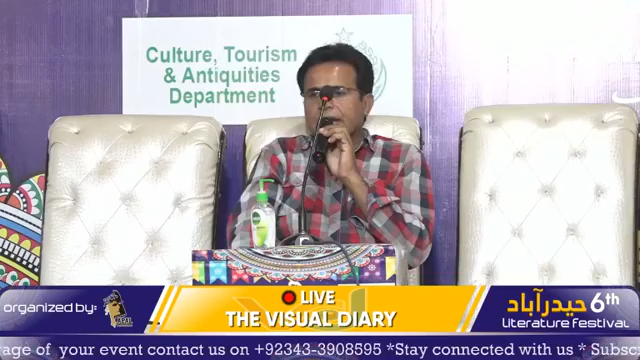 Culture, Tourism
& Antiquities
Department
organized by:
LIVE
THE VISUAL DIARY
حيدرآباد 6th
Literature Festival
age of your event contact us on +92343-3908595 *Stay connected with us * Subsc